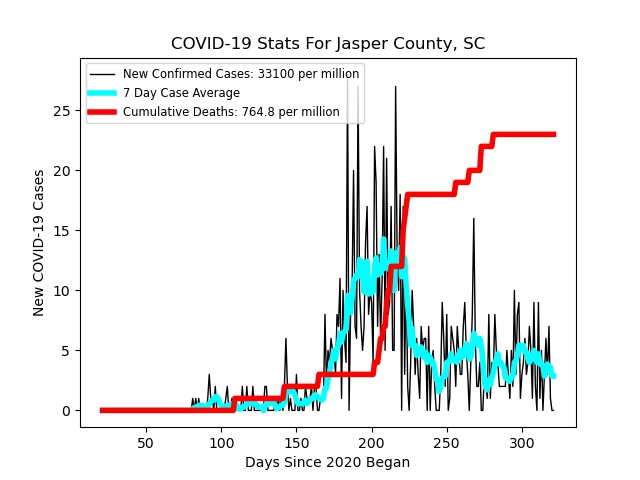 COVID-19 Stats For Jasper County, SC
New Confirmed Cases: 33100 per million
7 Day Case Average
Cumulative Deaths: 764.8 per million
New COVID-19 Cases
25
20
15
10
5
0
50 100 150 200 250 300
Days Since 2020 Began